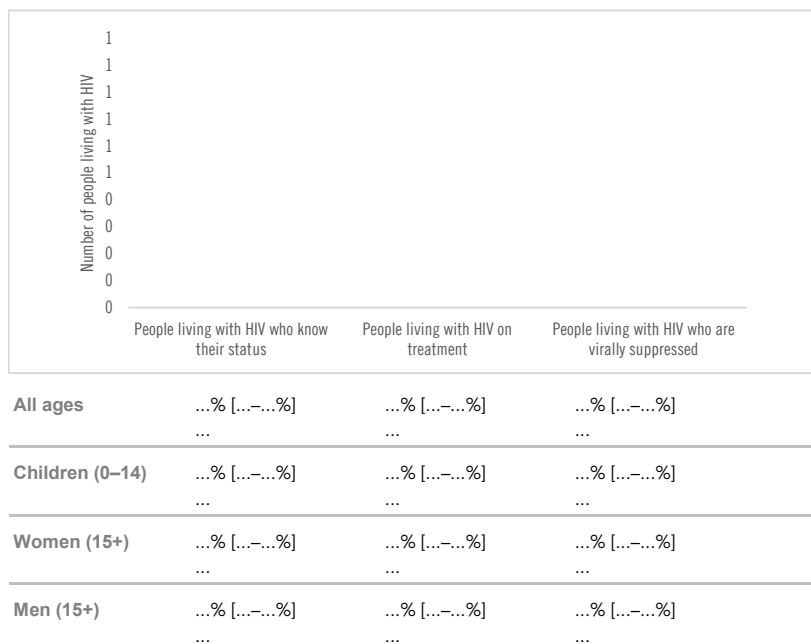 Number of people living with HIV
1
1
1
1
1
1
0
0
0
0
0
People living with HIV who know
their status
People living with HIV on
treatment
People living with HIV who are
virally suppressed
All ages ...% [...–...%] ...% [...–...%] ...% [...–...%]
... ... ...
Children (0–14) ...% [...–...%] ...% [...–...%] ...% [...–...%]
... ... ...
Women (15+) ...% [...–...%] ...% [...–...%] ...% [...–...%]
... ... ...
Men (15+) ...% [...–...%] ...% [...–...%] ...% [...–...%]
... ... ...